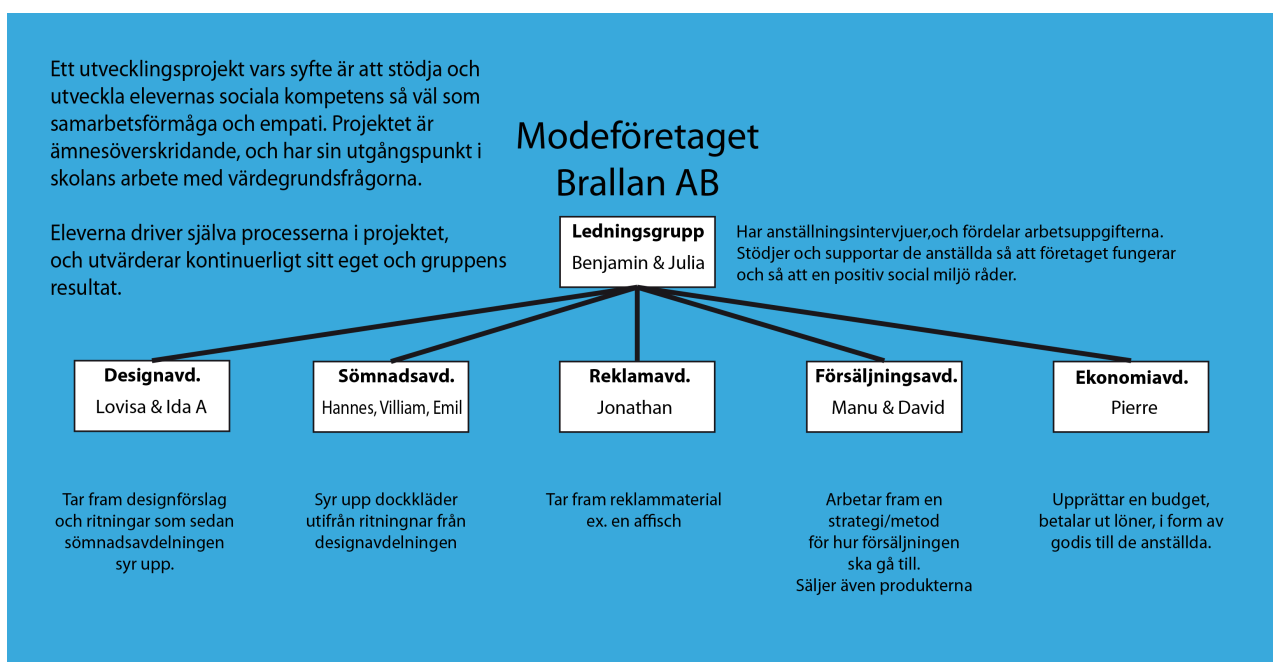 Ett utvecklingsprojekt vars syfte är att stödja och
utveckla elevernas sociala kompetens så väl som
samarbetsförmåga och empati. Projektet är
ämnesöverskridande, och har sin utgångspunkt i
skolans arbete med värdegrundsfrågorna.
Eleverna driver själva processerna i projektet,
och utvärderar kontinuerligt sitt eget och gruppens
resultat.
Modeföretaget
Brallan AB
Ledningsgrupp
Benjamin & Julia
Har anställningsintervjuer,och fördelar arbetsuppgifterna.
Stödjer och supportar de anställda så att företaget fungerar
och så att en positiv social miljö råder.
Designavd.
Lovisa & Ida A
Tar fram designförslag
och ritningar som sedan
sömnadsavdelningen
syr upp.
Sömnadsavd.
Hannes, Villiam, Emil
Syr upp dockkläder
utifrån ritningnar från
designavdelningen
Reklamavd.
Jonathan
Tar fram reklammaterial
ex. en affisch
Försäljningsavd.
Manu & David
Arbetar fram en
strategi/metod
för hur försäljningen
ska gå till.
Säljer även produkterna
Ekonomiavd.
Pierre
Upprättar en budget,
betalar ut löner, i form av
godis till de anställda.